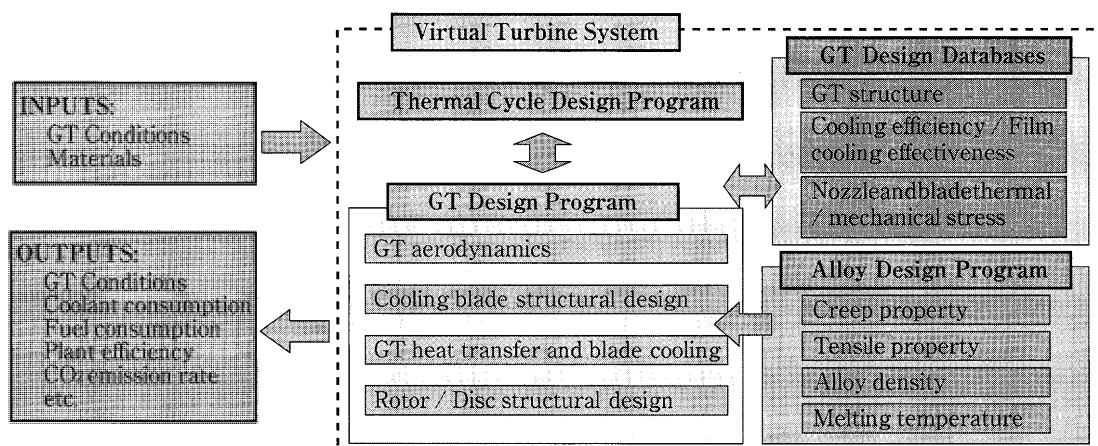 Virtual Turbine System
INPUTS:
GT Conditions
Materials
OUTPUTS:
GT Conditions
Coolant consumption
Fuel consumption
Plant efficiency
CO₂ emission rate
etc.
Thermal Cycle Design Program
GT Design Program
GT aerodynamics
Cooling blade structural design
GT heat transfer and blade cooling
Rotor / Disc structural design
GT Design Databases
GT structure
Cooling efficiency / Film
cooling effectiveness
Nozzleandbladethermal
/ mechanical stress
Alloy Design Program
Creep property
Tensile property
Alloy density
Melting temperature